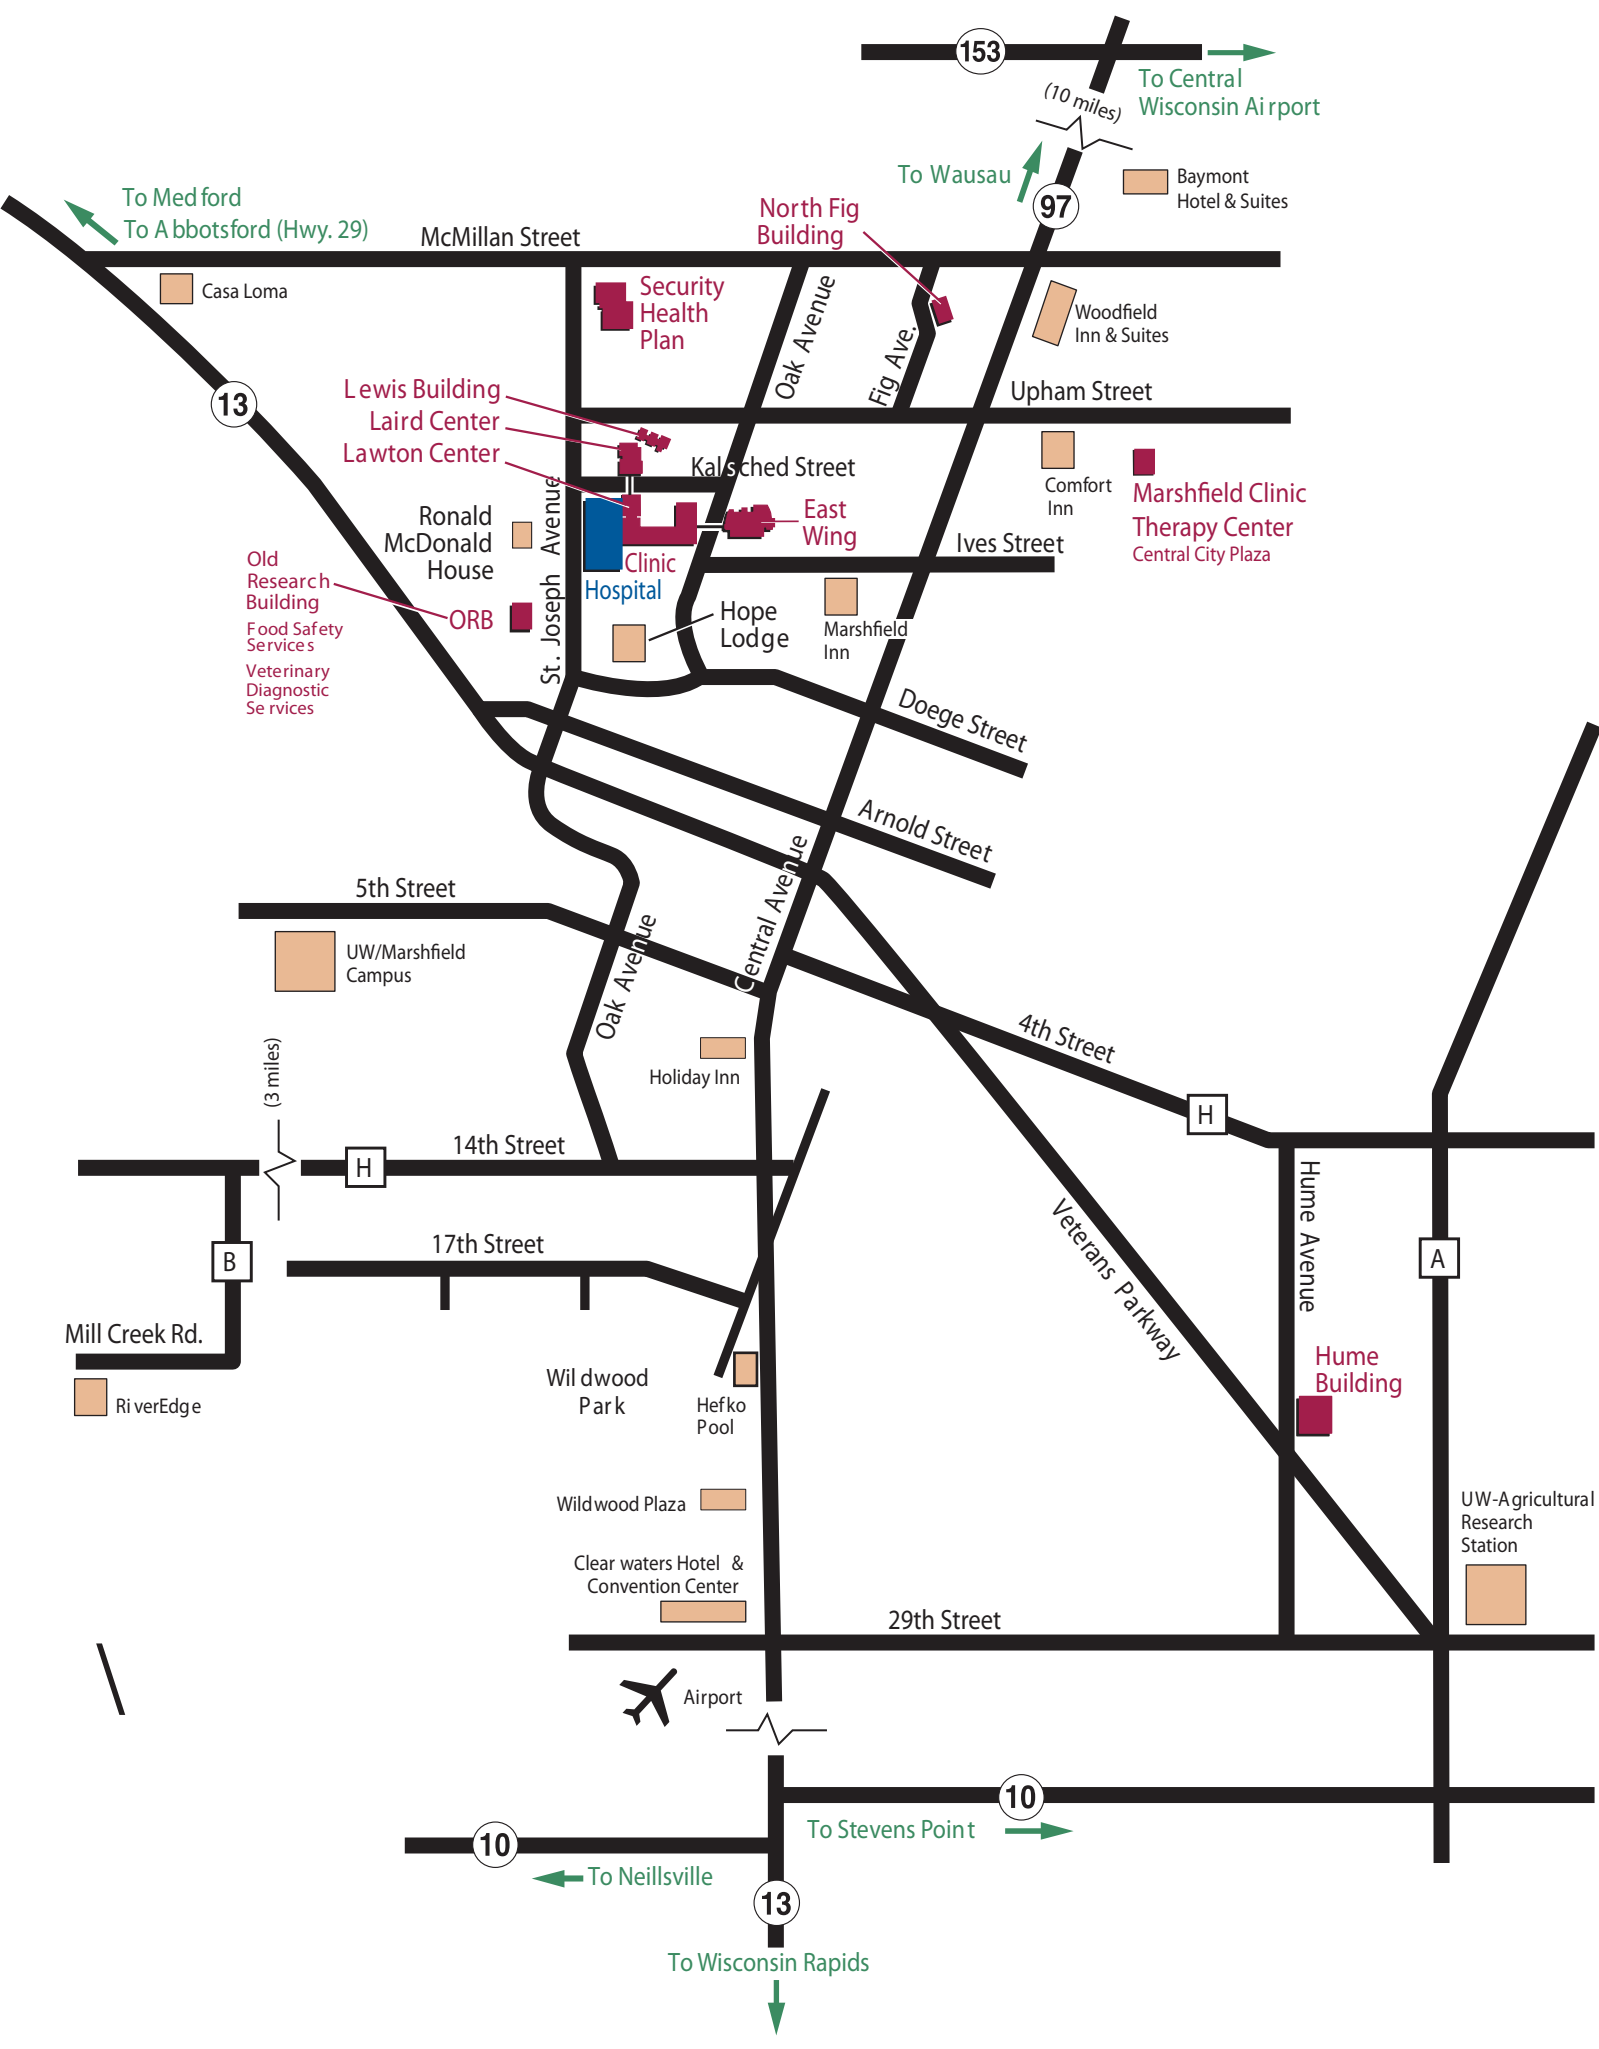 153
To Central
Wisconsin Airport
(10 miles)
To Wausau
97
Baymont
Hotel & Suites
To Medford
To Abbotsford (Hwy. 29)
North Fig
Building
McMillan Street
Casa Loma
Security
Health
Plan
Oak Avenue
Fig Ave.
Woodfield
Inn & Suites
13
Lewis Building
Laird Center
Lawton Center
Upham Street
Kalsched Street
Comfort
Inn
Marshfield Clinic
Therapy Center
Central City Plaza
Ronald
McDonald
House
St. Joseph Avenue
East
Wing
Clinic
Hospital
Ives Street
Old
Research
Building
Food Safety
Services
Veterinary
Diagnostic
Services
ORB
Hope
Lodge
Marshfield
Inn
Doege Street
Arnold Street
Central Avenue
5th Street
UW/Marshfield
Campus
Oak Avenue
4th Street
(3 miles)
Holiday Inn
H
14th Street
H
Hume Avenue
Veterans Parkway
17th Street
B
A
Mill Creek Rd.
RiverEdge
Wildwood
Park
Hefko
Pool
Hume
Building
Wildwood Plaza
UW-Agricultural
Research
Station
Clearwaters Hotel &
Convention Center
29th Street
Airport
10
To Stevens Point
10
To Neillsville
13
To Wisconsin Rapids